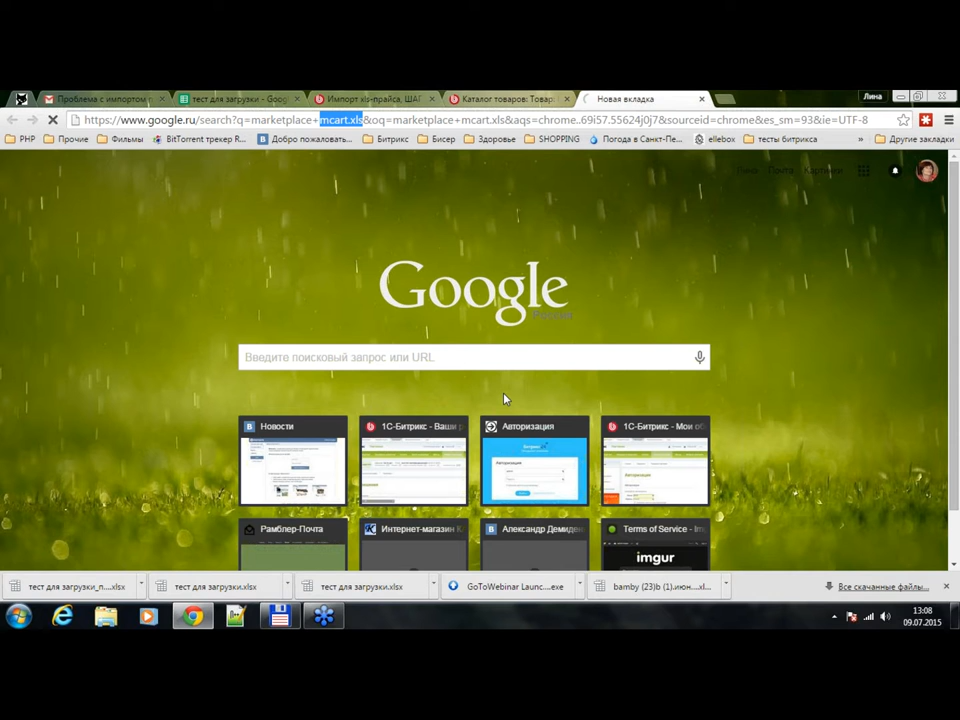 Проблема с импортом п
тест для загрузки - Googl
Импорт xls-прайса, ШАГ
Каталог товаров: Товар
Новая вкладка
Лина
https://www.google.ru/search?q=marketplace+mcart.xls&oq=marketplace+mcart.xls&aqs=chrome..69i57.55624j0j7&sourceid=chrome&es_sm=93&ie=UTF-8
PHP
Прочие
Фильмы
BitTorrent трекер R...
Добро пожаловать...
Битрикс
Бисер
Здоровье
SHOPPING
Погода в Санкт-Пе...
ellebox
тесты битрикса
»
Другие закладки
Почта
Картинки
Google
Россия
Введите поисковый запрос или URL
Новости
1С-Битрикс - Ваши р
Авторизация
1С-Битрикс - Мои об
Рамблер-Почта
Интернет-магазин К
Александр Демиде
Terms of Service - Im
imgur
тест для загрузки_п....xlsx
тест для загрузки.xlsx
тест для загрузки.xlsx
GoToWebinar Launc....exe
bamby (23)b (1).июн...xl...
Все скачанные файлы...
13:08
09.07.2015